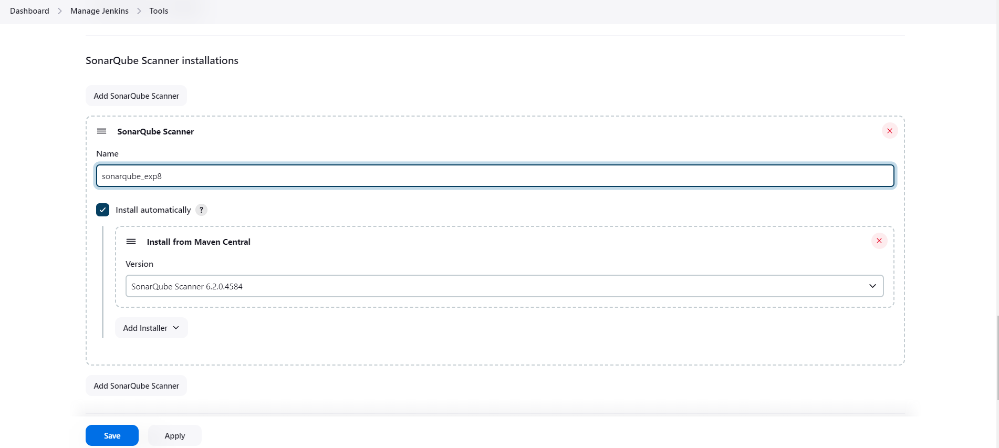 Dashboard > Manage Jenkins > Tools
SonarQube Scanner installations
Add SonarQube Scanner
SonarQube Scanner
Name
sonarqube_exp8
Install automatically ?
Install from Maven Central
Version
SonarQube Scanner 6.2.0.4584
Add Installer
Add SonarQube Scanner
Save Apply